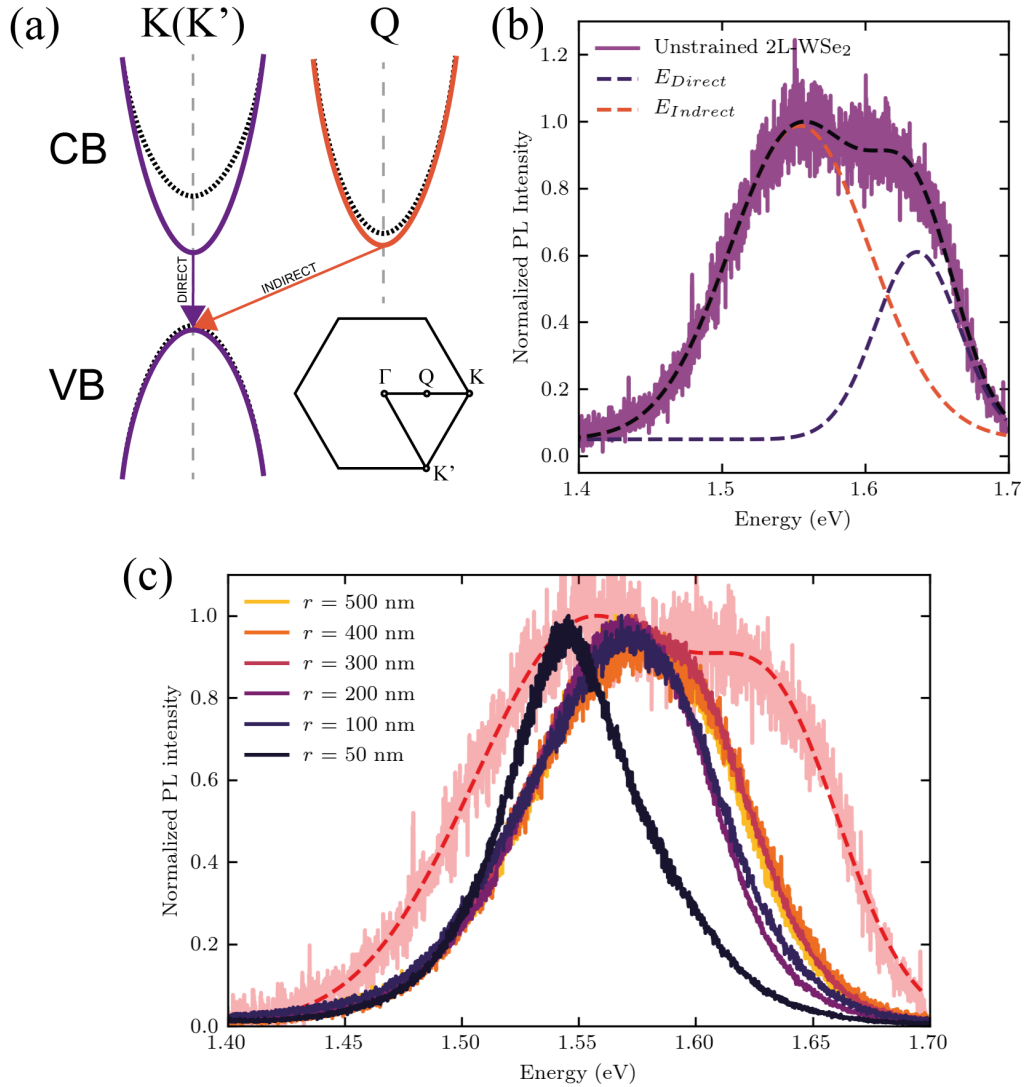 (a)
K(K') Q
CB
DIRECT
INDIRECT
VB
Γ Q K
K'
(b)
Unstrained 2L-WSe₂
E_Direct
E_Indrect
Normalized PL Intensity
1.2
1.0
0.8
0.6
0.4
0.2
0.0
1.4 1.5 1.6 1.7
Energy (eV)
(c)
r = 500 nm
r = 400 nm
r = 300 nm
r = 200 nm
r = 100 nm
r = 50 nm
Normalized PL intensity
1.0
0.8
0.6
0.4
0.2
0.0
1.40 1.45 1.50 1.55 1.60 1.65 1.70
Energy (eV)